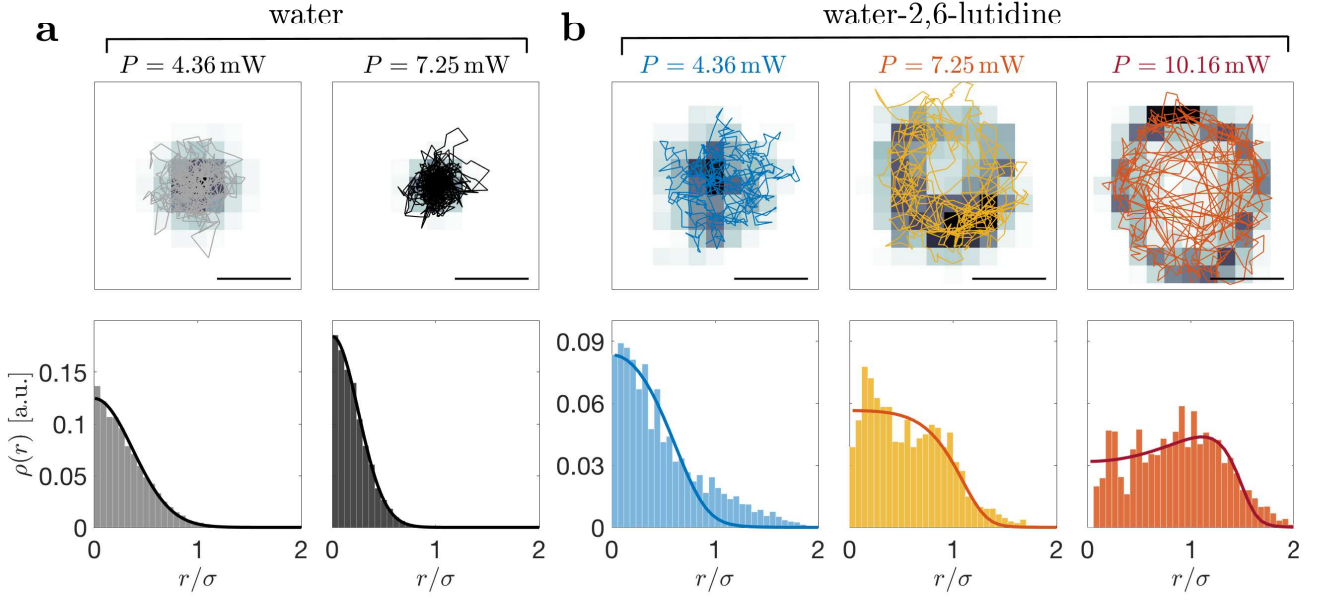 a
water
b
water-2,6-lutidine
P = 4.36 mW
P = 7.25 mW
P = 4.36 mW
P = 7.25 mW
P = 10.16 mW
ρ(r) [a.u.]
0.15
0.1
0.05
0
0.09
0.06
0.03
0
0 1 2
0 1 2
0 1 2
0 1 2
0 1 2
r/σ
r/σ
r/σ
r/σ
r/σ